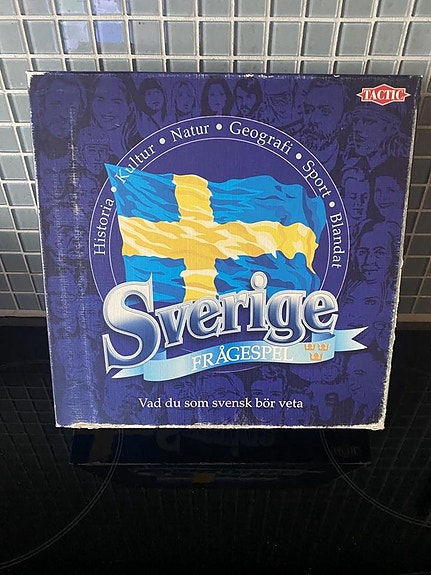 TACTIC
Historia • Kultur • Natur • Geografi • Sport • Blandat
Sverige
FRÅGESPEL
Vad du som svensk bör veta